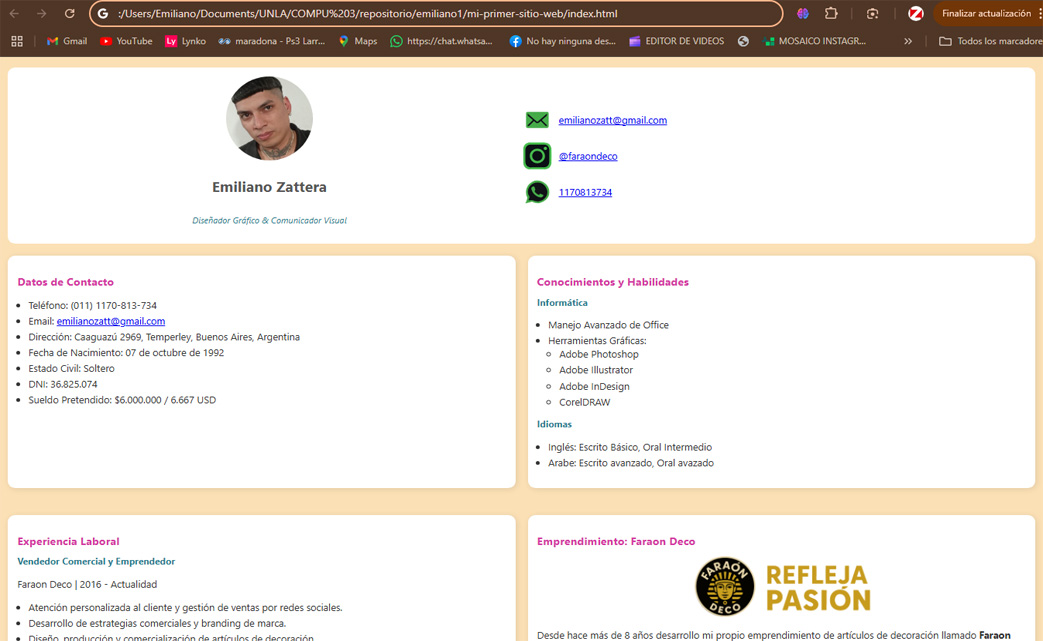 :/Users/Emiliano/Documents/UNLA/COMPU%203/repositorio/emiliano1/mi-primer-sitio-web/index.html
Finalizar actualización
Gmail
YouTube
Lynko
maradona - Ps3 Larr...
Maps
https://chat.whatsa...
No hay ninguna des...
EDITOR DE VIDEOS
MOSAICO INSTAGR...
»
Todos los marcadore
Emiliano Zattera
Diseñador Gráfico & Comunicador Visual
emilianozatt@gmail.com
@faraondeco
1170813734
Datos de Contacto
Teléfono: (011) 1170-813-734
Email: emilianozatt@gmail.com
Dirección: Caaguazú 2969, Temperley, Buenos Aires, Argentina
Fecha de Nacimiento: 07 de octubre de 1992
Estado Civil: Soltero
DNI: 36.825.074
Sueldo Pretendido: $6.000.000 / 6.667 USD
Conocimientos y Habilidades
Informática
Manejo Avanzado de Office
Herramientas Gráficas:
Adobe Photoshop
Adobe Illustrator
Adobe InDesign
CorelDRAW
Idiomas
Inglés: Escrito Básico, Oral Intermedio
Arabe: Escrito avanzado, Oral avazado
Experiencia Laboral
Vendedor Comercial y Emprendedor
Faraon Deco | 2016 - Actualidad
Atención personalizada al cliente y gestión de ventas por redes sociales.
Desarrollo de estrategias comerciales y branding de marca.
Diseño, producción y comercialización de artículos de decoración.
Emprendimiento: Faraon Deco
FARAÓN
DECO
REFLEJA
PASIÓN
Desde hace más de 8 años desarrollo mi propio emprendimiento de artículos de decoración llamado Faraon